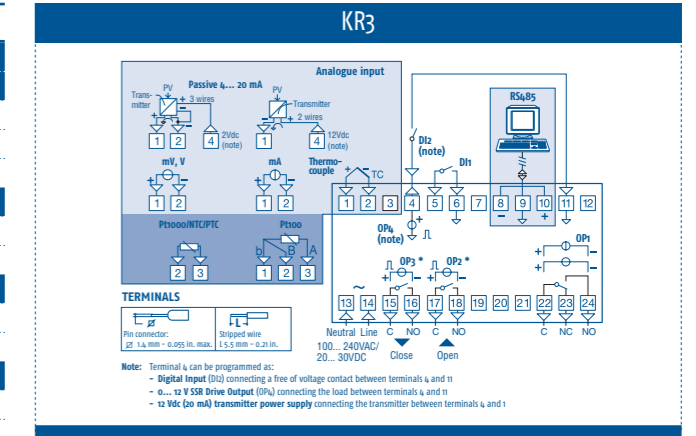 KR3
Analogue input
Passive 4... 20 mA
PV
Trans-
mitter
+ 3 wires
–
+
1 2 4
2Vdc
(note)
PV
Transmitter
+
–
2 wires
1 4
12Vdc
(note)
mV, V
+ –
1 2
mA
+ –
1 2
Thermo-
couple
+ –
TC
Pt1000/NTC/PTC
2 3
Pt100
b B A
1 2 3
DI2
(note)
DI1
RS485
1 2 3 4 5 6 7 8 9 10 11 12
– +
OP4
(note)
+
–
OP3 *
+ –
OP2 *
+ –
OP1
+ –
+ –
~
13 14 15 16 17 18 19 20 21 22 23 24
Neutral Line C NO C NO C NC NO
100... 240VAC/
20... 30VDC
Close
Open
TERMINALS
Pin connector:
Ø 1.4 mm - 0.055 in. max.
L
Stripped wire
L 5.5 mm - 0.21 in.
Note: Terminal 4 can be programmed as:
– Digital Input (DI2) connecting a free of voltage contact between terminals 4 and 11
– 0... 12 V SSR Drive Output (OP4) connecting the load between terminals 4 and 11
– 12 Vdc (20 mA) transmitter power supply connecting the transmitter between terminals 4 and 1